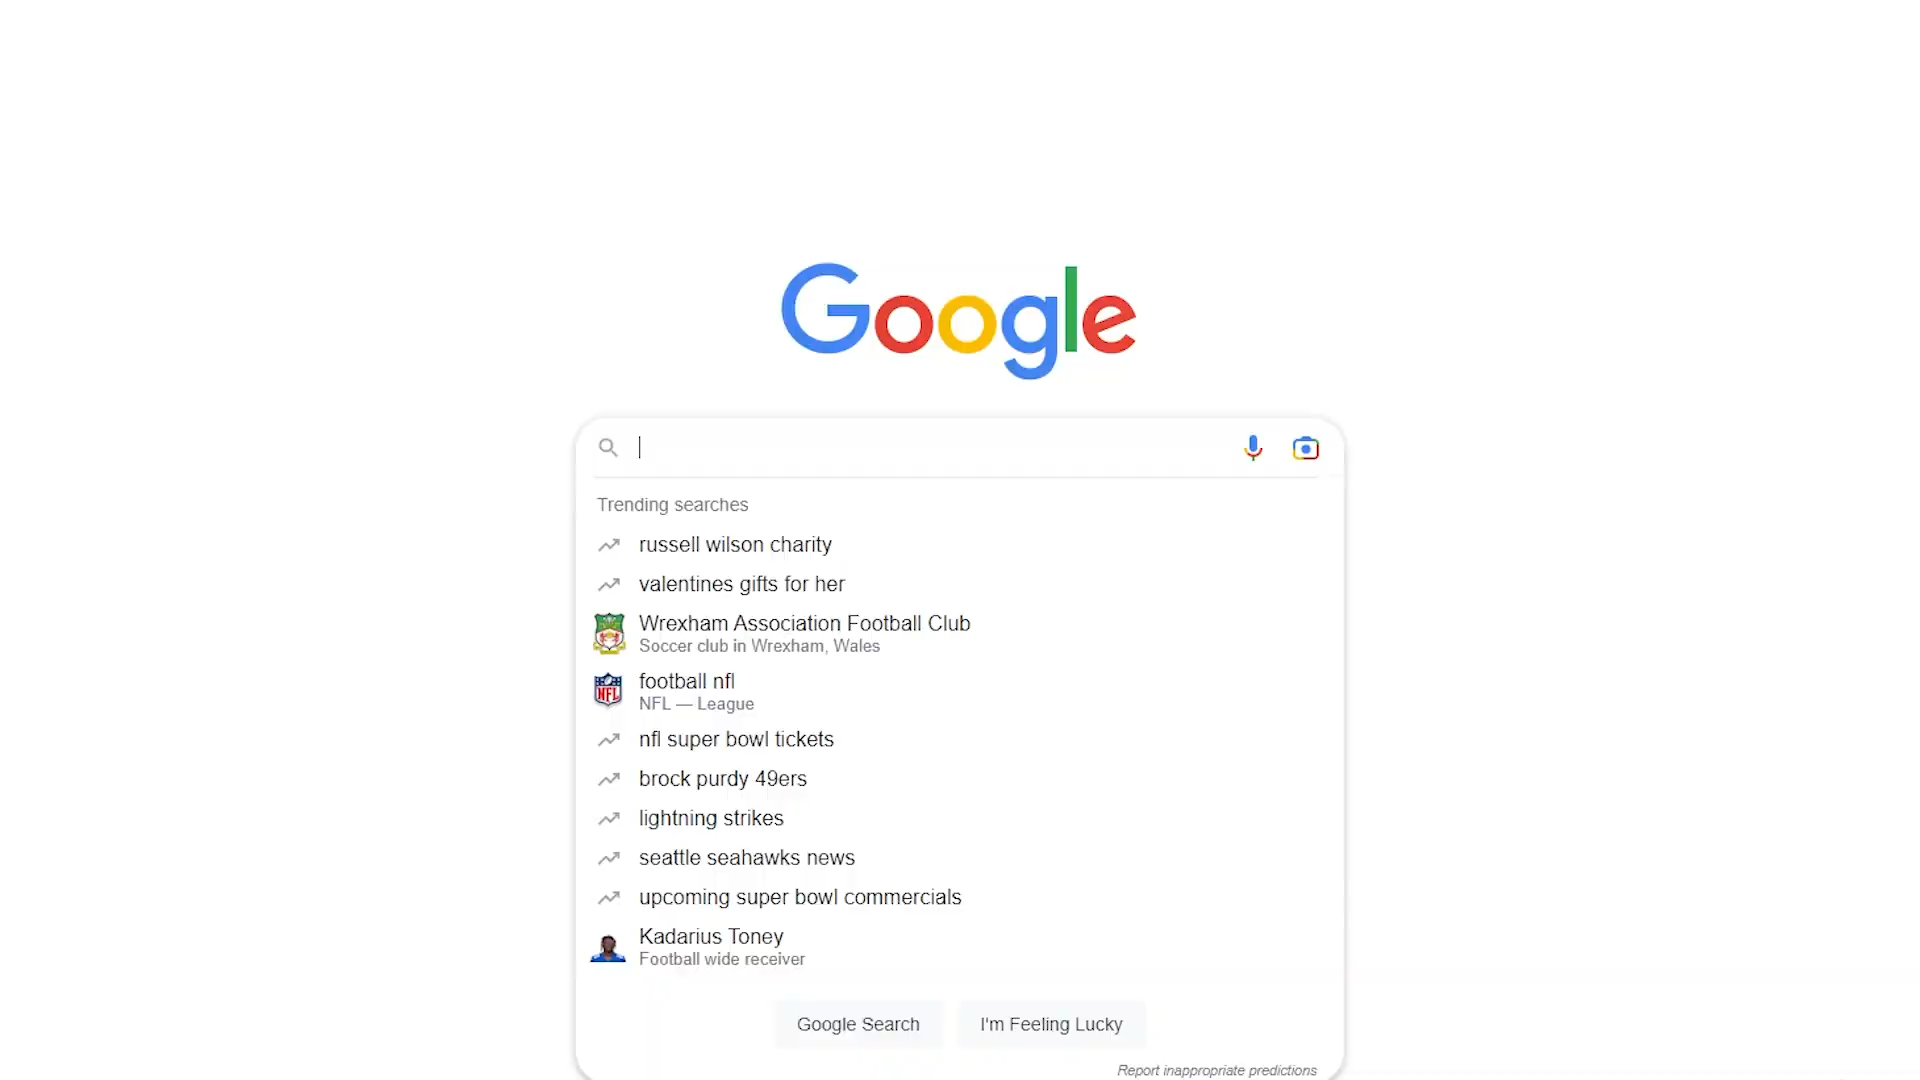 Google
Trending searches
russell wilson charity
valentines gifts for her
Wrexham Association Football Club
Soccer club in Wrexham, Wales
football nfl
NFL
NFL — League
nfl super bowl tickets
brock purdy 49ers
lightning strikes
seattle seahawks news
upcoming super bowl commercials
Kadarius Toney
Football wide receiver
Google Search
I'm Feeling Lucky
Report inappropriate predictions